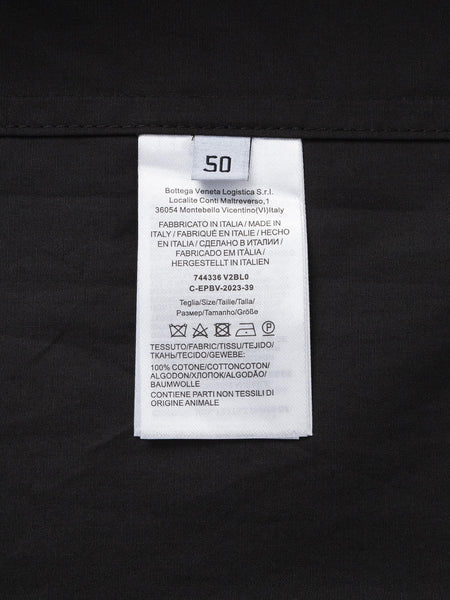 50
Bottega Veneta Logistica S.r.l.
Localite Conti Maltreverso,1
36054 Montebello Vicentino(VI)Italy
FABBRICATO IN ITALIA / MADE IN
ITALY / FABRIQUÉ EN ITALIE / HECHO
EN ITALIA / СДЕЛАНО В ИТАЛИИ /
FABRICADO EM ITÀLIA /
HERGESTELLT IN ITALIEN
744336 V2BL0
C-EPBV-2023-39
Teglia/Size/Taille/Talla/
Размер/Tamanho/Größe
P
TESSUTO/FABRIC/TISSU/TEJIDO/
ТКАНЬ/TECIDO/GEWEBE:
100% COTONE/COTTONCOTON/
ALGODON/ХЛОПОК/ALGODÃO/
BAUMWOLLE
CONTIENE PARTI NON TESSILI DI
ORIGINE ANIMALE